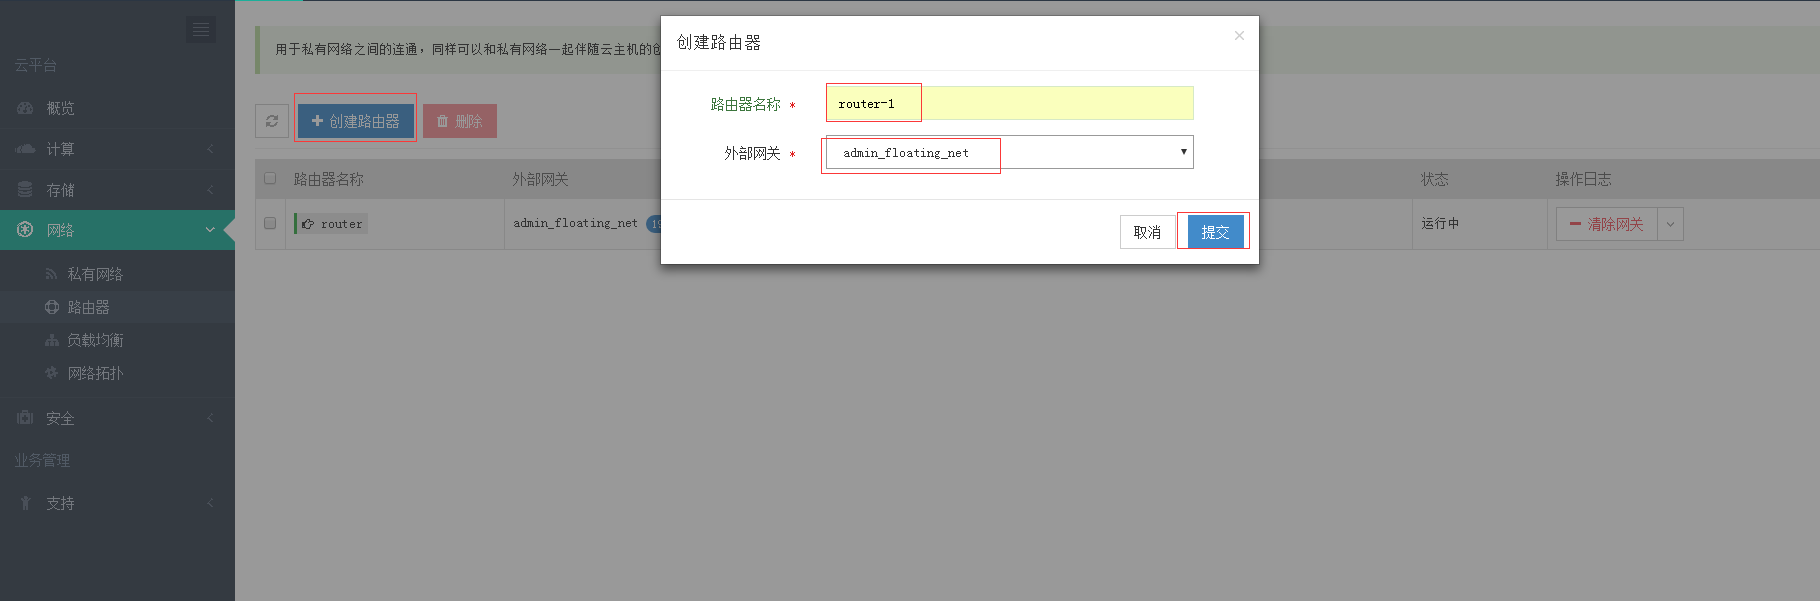 云平台
概览
计算
存储
网络
私有网络
路由器
负载均衡
网络拓扑
安全
业务管理
支持
用于私有网络之间的连通，同样可以和私有网络一起伴随云主机的创
创建路由器
删除
路由器名称
外部网关
状态
操作日志
router
admin_floating_net
运行中
清除网关
创建路由器
×
路由器名称 *
router-1
外部网关 *
admin_floating_net
取消
提交